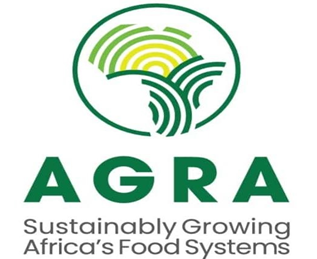 AGRA
Sustainably Growing
Africa's Food Systems